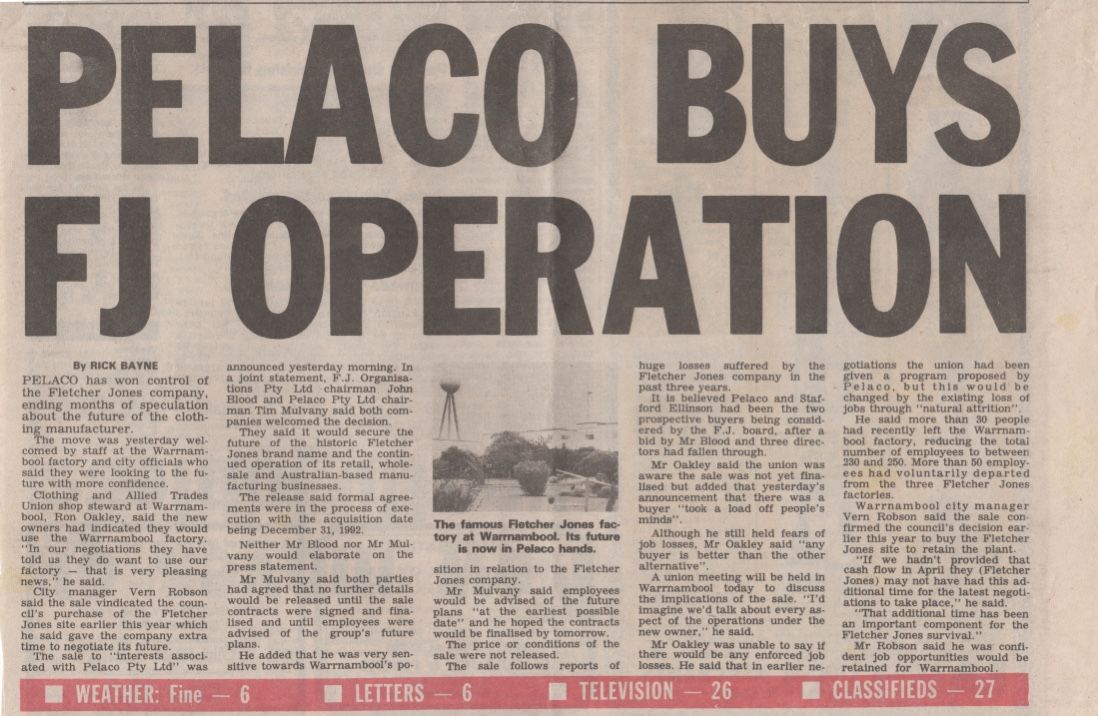 PELACO BUYS
FJ OPERATION
By RICK BAYNE
PELACO has won control of
the Fletcher Jones company,
ending months of speculation
about the future of the cloth-
ing manufacturer.
The move was yesterday wel-
comed by staff at the Warrnam-
bool factory and city officials who
said they were looking to the fu-
ture with more confidence.
Clothing and Allied Trades
Union shop steward at Warrnam-
bool, Ron Oakley, said the new
owners had indicated they would
use the Warrnambool factory.
"In our negotiations they have
told us they do want to use our
factory — that is very pleasing
news," he said.
City manager Vern Robson
said the sale vindicated the coun-
cil's purchase of the Fletcher
Jones site earlier this year which
he said gave the company extra
time to negotiate its future.
The sale to "interests associ-
ated with Pelaco Pty Ltd" was
announced yesterday morning. In
a joint statement, F.J. Organisa-
tions Pty Ltd chairman John
Blood and Pelaco Pty Ltd chair-
man Tim Mulvany said both com-
panies welcomed the decision.
They said it would secure the
future of the historic Fletcher
Jones brand name and the contin-
ued operation of its retail, whole-
sale and Australian-based manu-
facturing businesses.
The release said formal agree-
ments were in the process of exe-
cution with the acquisition date
being December 31, 1992.
Neither Mr Blood nor Mr Mul-
vany would elaborate on the
press statement.
Mr Mulvany said both parties
had agreed that no further details
would be released until the sale
contracts were signed and fina-
lised and until employees were
advised of the group's future
plans.
He added that he was very sen-
sitive towards Warrnambool's po-
The famous Fletcher Jones fac-
tory at Warrnambool. Its future
is now in Pelaco hands.
sition in relation to the Fletcher
Jones company.
Mr Mulvany said employees
would be advised of the future
plans "at the earliest possible
date" and he hoped the contracts
would be finalised by tomorrow.
The price or conditions of the
sale were not released.
The sale follows reports of
huge losses suffered by the
Fletcher Jones company in the
past three years.
It is believed Pelaco and Staf-
ford Ellinson had been the two
prospective buyers being consid-
ered by the F.J. board, after a
bid by Mr Blood and three direc-
tors had fallen through.
Mr Oakley said the union was
aware the sale was not yet fina-
lised but added that yesterday's
announcement that there was a
buyer "took a load off people's
minds".
Although he still held fears of
job losses, Mr Oakley said "any
buyer is better than the other
alternative".
A union meeting will be held in
Warrnambool today to discuss
the implications of the sale. "I'd
imagine we'd talk about every as-
pect of the operations under the
new owner," he said.
Mr Oakley was unable to say if
there would be any enforced job
losses. He said that in earlier ne-
gotiations the union had been
given a program proposed by
Pelaco, but this would be
changed by the existing loss of
jobs through "natural attrition".
He said more than 30 people
had recently left the Warrnam-
bool factory, reducing the total
number of employees to between
230 and 250. More than 50 employ-
ees had voluntarily departed
from the three Fletcher Jones
factories.
Warrnambool city manager
Vern Robson said the sale con-
firmed the council's decision ear-
lier this year to buy the Fletcher
Jones site to retain the plant.
"If we hadn't provided that
cash flow in April they (Fletcher
Jones) may not have had this ad-
ditional time for the latest negoti-
ations to take place," he said.
"That additional time has been
an important component for the
Fletcher Jones survival."
Mr Robson said he was confi-
dent job opportunities would be
retained for Warrnambool.
WEATHER: Fine — 6
LETTERS — 6
TELEVISION — 26
CLASSIFIEDS — 27